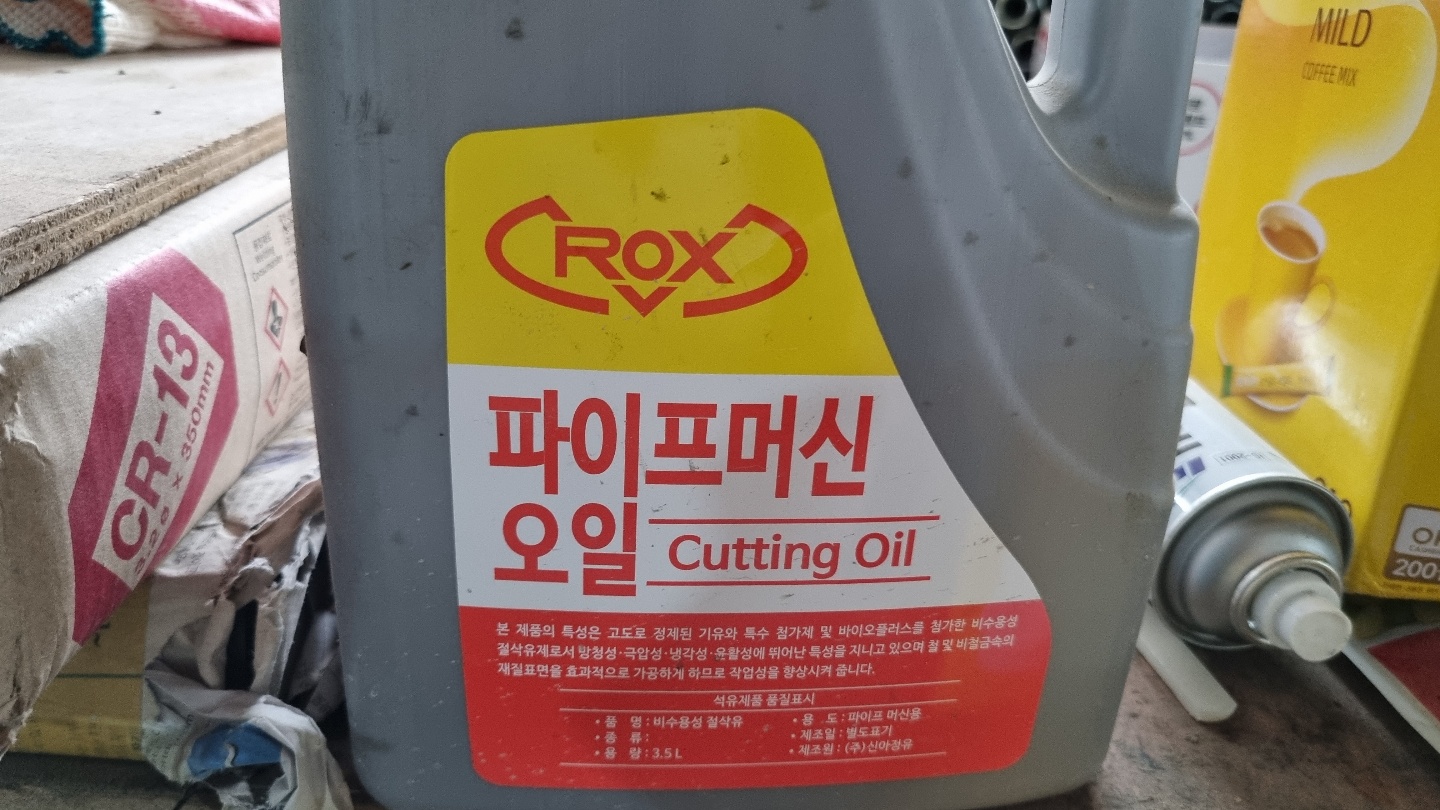 ROX
파이프머신
오일
Cutting Oil
본 제품의 특성은 고도로 정제된 기유와 특수 첨가제 및 바이오플러스를 첨가한 비수용성
절삭유제로서 방청성·극압성·냉각성·윤활성에 뛰어난 특성을 지니고 있으며 철 및 비철금속의
재질표면을 효과적으로 가공하게 하므로 작업성을 향상시켜 줍니다.
석유제품 품질표시
• 품 명 : 비수용성 절삭유
• 종 류 :
• 용 량 : 3.5 L
• 용 도 : 파이프 머신용
• 제조일 : 별도표기
• 제조원 : (주)신아정유
CR-13
x 350mm
MILD
COFFEE MIX